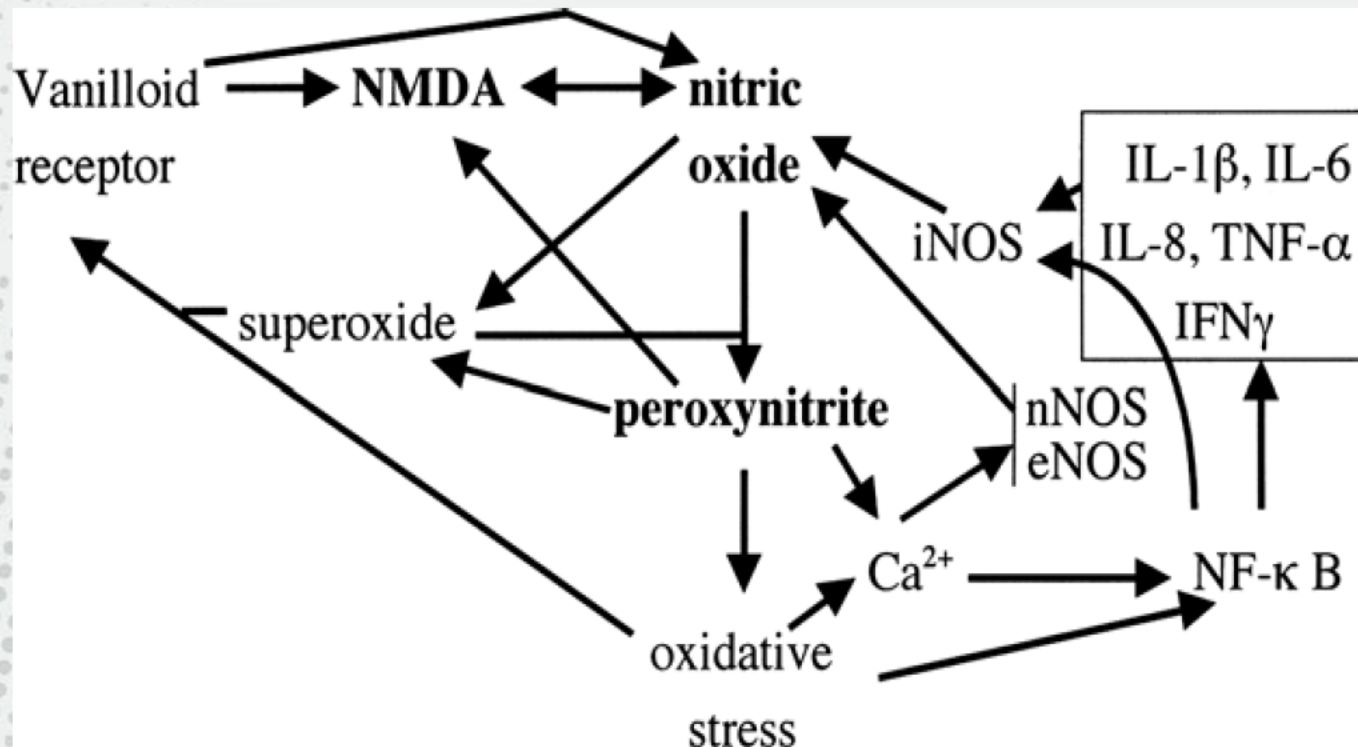 Vanilloid
receptor
NMDA
nitric
oxide
IL-1β, IL-6
IL-8, TNF-α
IFNγ
iNOS
superoxide
peroxynitrite
nNOS
eNOS
Ca²⁺
NF-κ B
oxidative
stress